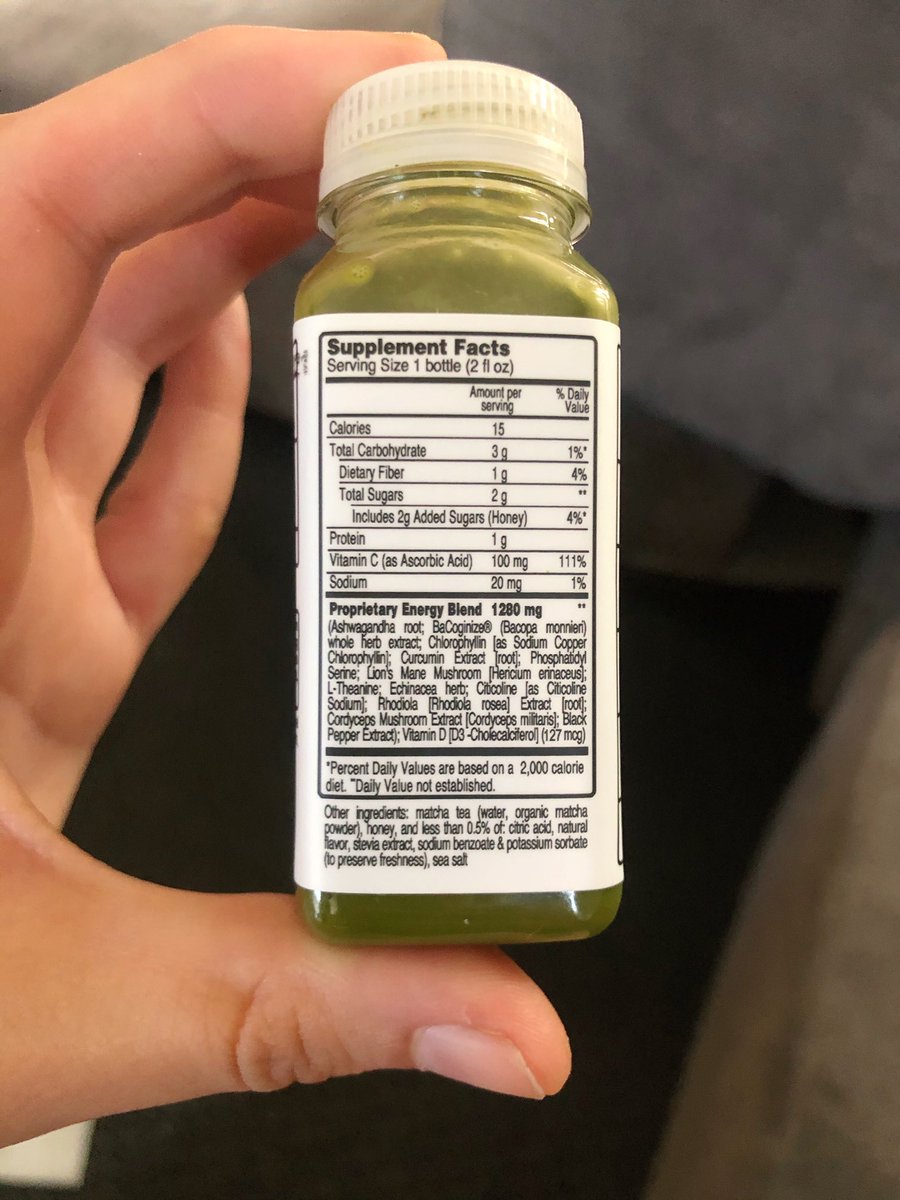 Supplement Facts
Serving Size 1 bottle (2 fl oz)
Amount per serving % Daily Value
Calories 15
Total Carbohydrate 3 g 1%*
Dietary Fiber 1 g 4%
Total Sugars 2 g **
Includes 2g Added Sugars (Honey) 4%*
Protein 1 g
Vitamin C (as Ascorbic Acid) 100 mg 111%
Sodium 20 mg 1%
Proprietary Energy Blend 1280 mg **
(Ashwagandha root; BaCoginize® (Bacopa monnieri)
whole herb extract; Chlorophyllin [as Sodium Copper
Chlorophyllin]; Curcumin Extract [root]; Phosphatidyl
Serine; Lion's Mane Mushroom [Hericium erinaceus];
L-Theanine; Echinacea herb; Citicoline [as Citicoline
Sodium]; Rhodiola [Rhodiola rosea] Extract [root];
Cordyceps Mushroom Extract [Cordyceps militaris]; Black
Pepper Extract); Vitamin D [D3 -Cholecalciferol] (127 mcg)
*Percent Daily Values are based on a 2,000 calorie
diet. **Daily Value not established.
Other ingredients: matcha tea (water, organic matcha
powder), honey, and less than 0.5% of: citric acid, natural
flavor, stevia extract, sodium benzoate & potassium sorbate
(to preserve freshness), sea salt